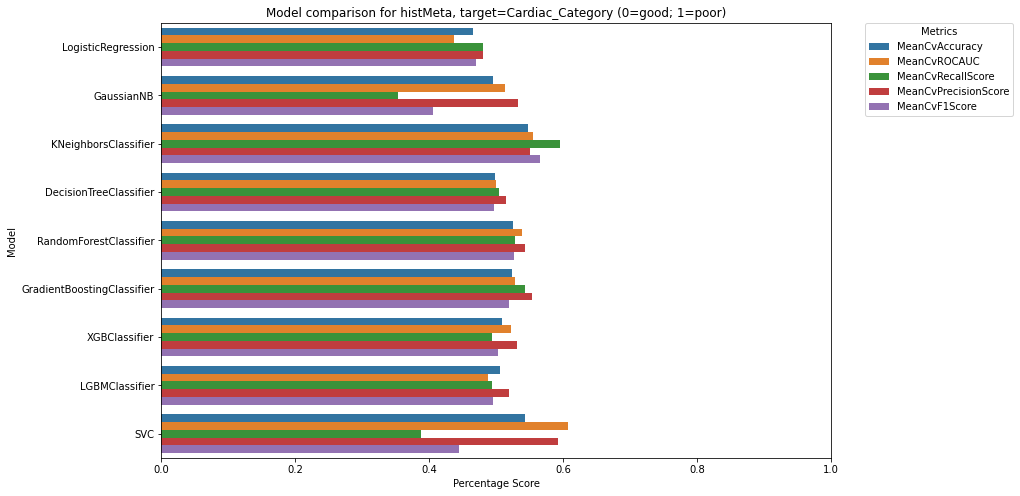 Model comparison for histMeta, target=Cardiac_Category (0=good; 1=poor)
Metrics
MeanCvAccuracy
MeanCvROCAUC
MeanCvRecallScore
MeanCvPrecisionScore
MeanCvF1Score
Model
LogisticRegression
GaussianNB
KNeighborsClassifier
DecisionTreeClassifier
RandomForestClassifier
GradientBoostingClassifier
XGBClassifier
LGBMClassifier
SVC
0.0 0.2 0.4 0.6 0.8 1.0
Percentage Score